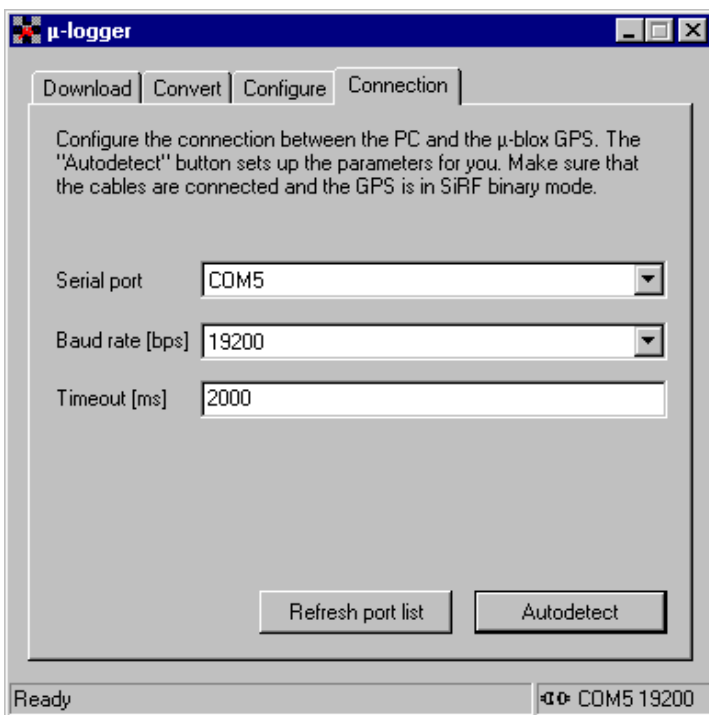 µ-logger
Download Convert Configure Connection
Configure the connection between the PC and the µ-blox GPS. The
"Autodetect" button sets up the parameters for you. Make sure that
the cables are connected and the GPS is in SiRF binary mode.
Serial port COM5
Baud rate [bps] 19200
Timeout [ms] 2000
Refresh port list Autodetect
Ready COM5 19200